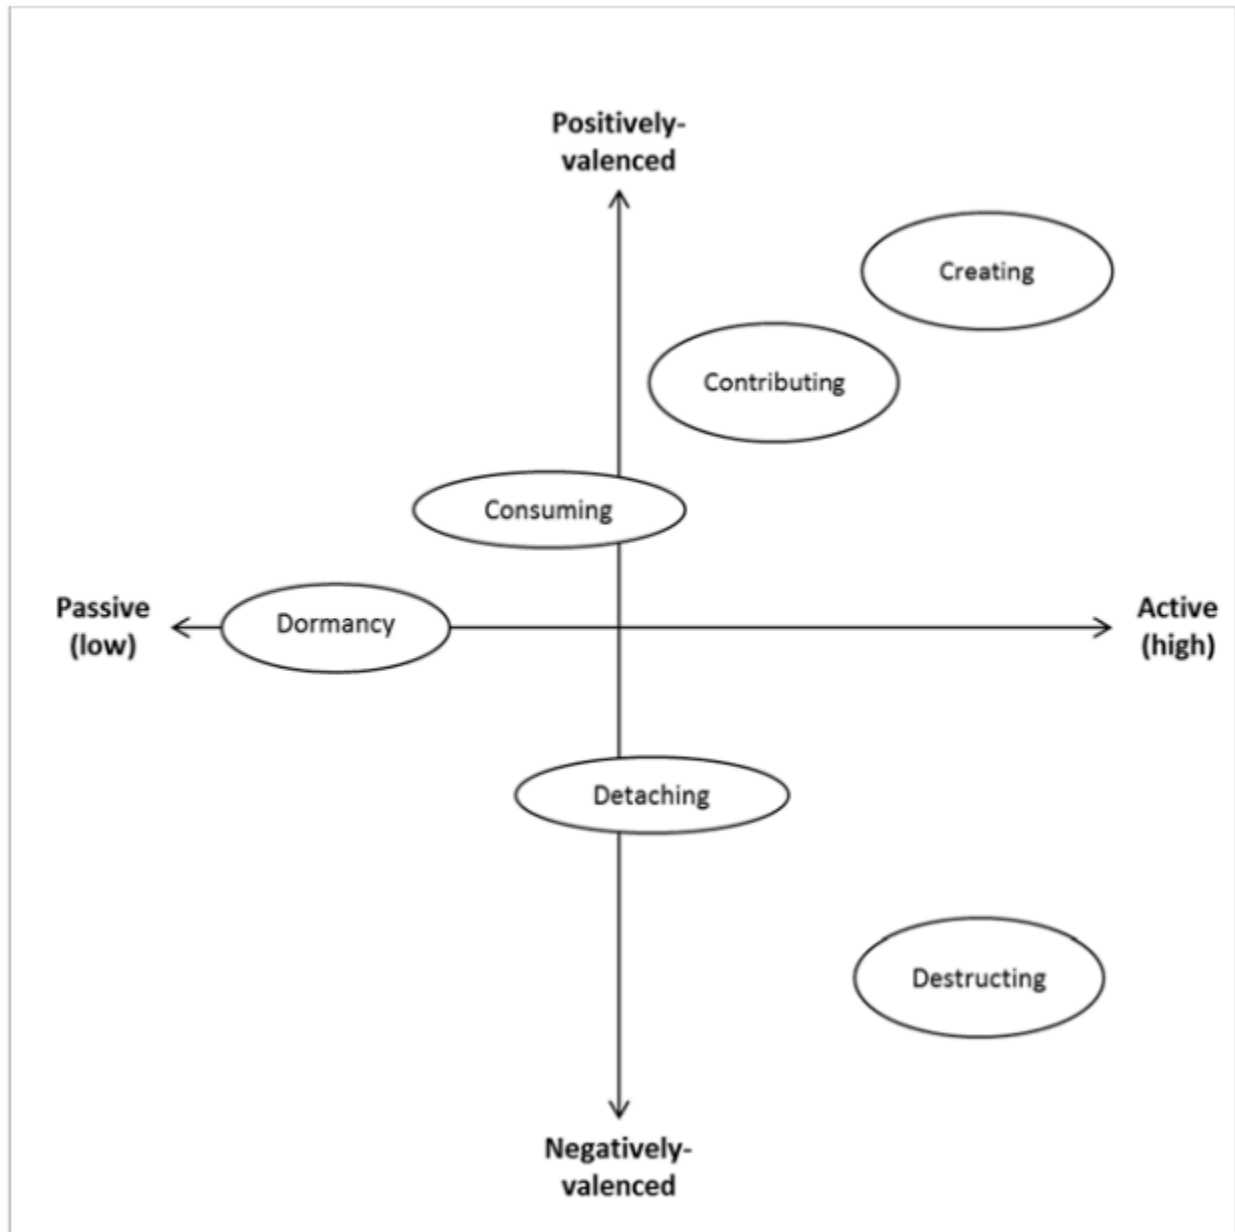 Positively-
valenced
Creating
Contributing
Consuming
Passive
(low)
Dormancy
Active
(high)
Detaching
Destructing
Negatively-
valenced